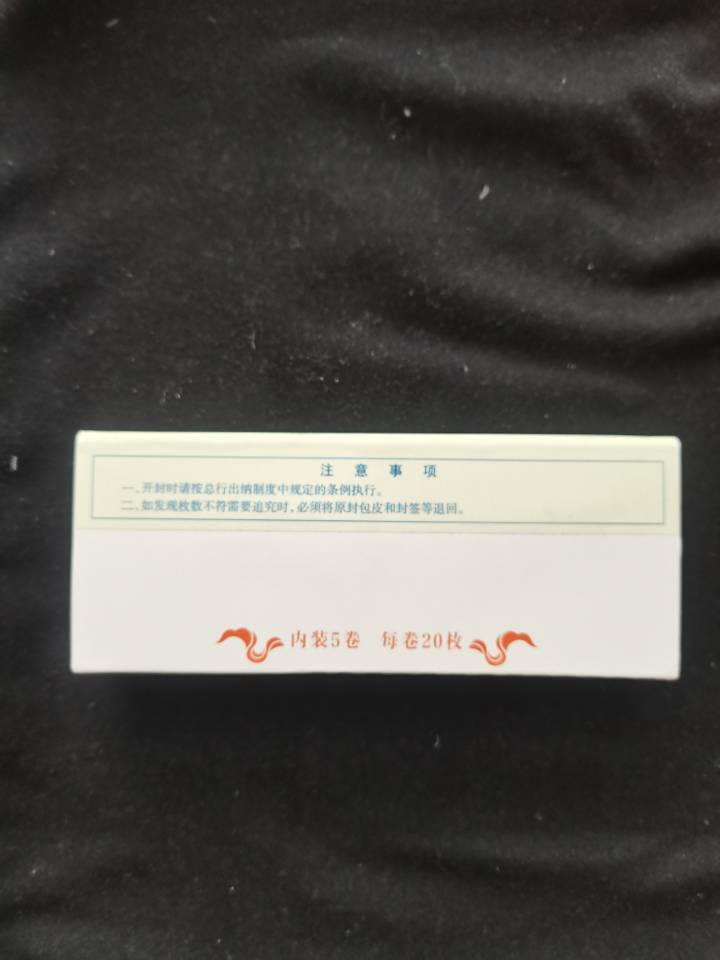 注 意 事 项
一、开封时请按总行出纳制度中规定的条例执行。
二、如发现枚数不符需要追究时，必须将原封包皮和封签等退回。
内装5卷 每卷20枚